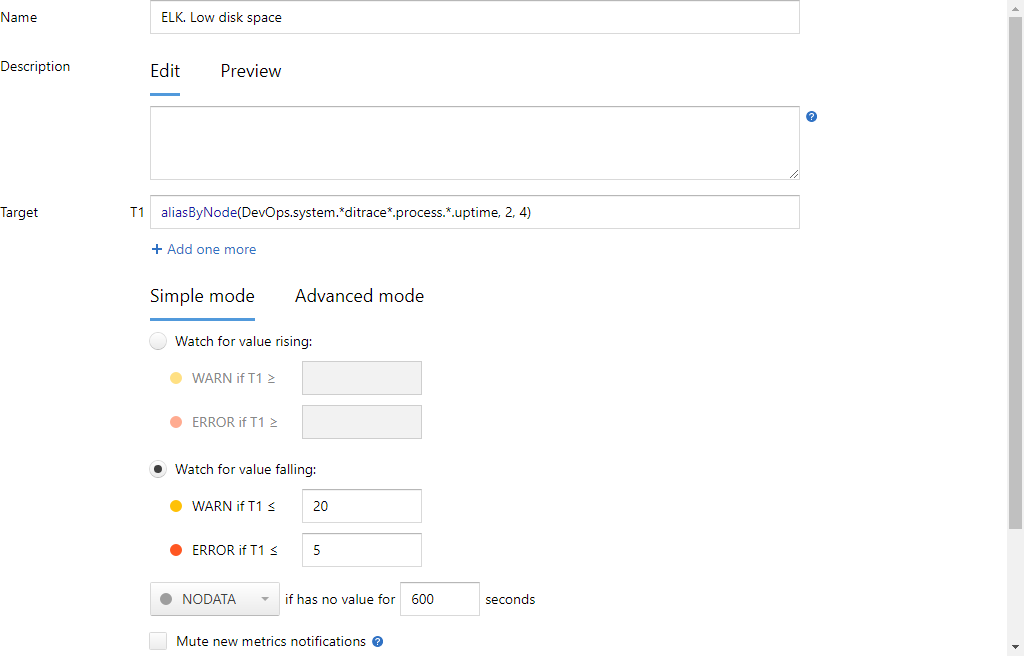 Name ELK. Low disk space
Description Edit Preview
?
Target T1 aliasByNode(DevOps.system.*ditrace*.process.*.uptime, 2, 4)
+ Add one more
Simple mode Advanced mode
Watch for value rising:
WARN if T1 ≥
ERROR if T1 ≥
Watch for value falling:
WARN if T1 ≤ 20
ERROR if T1 ≤ 5
NODATA if has no value for 600 seconds
Mute new metrics notifications ?